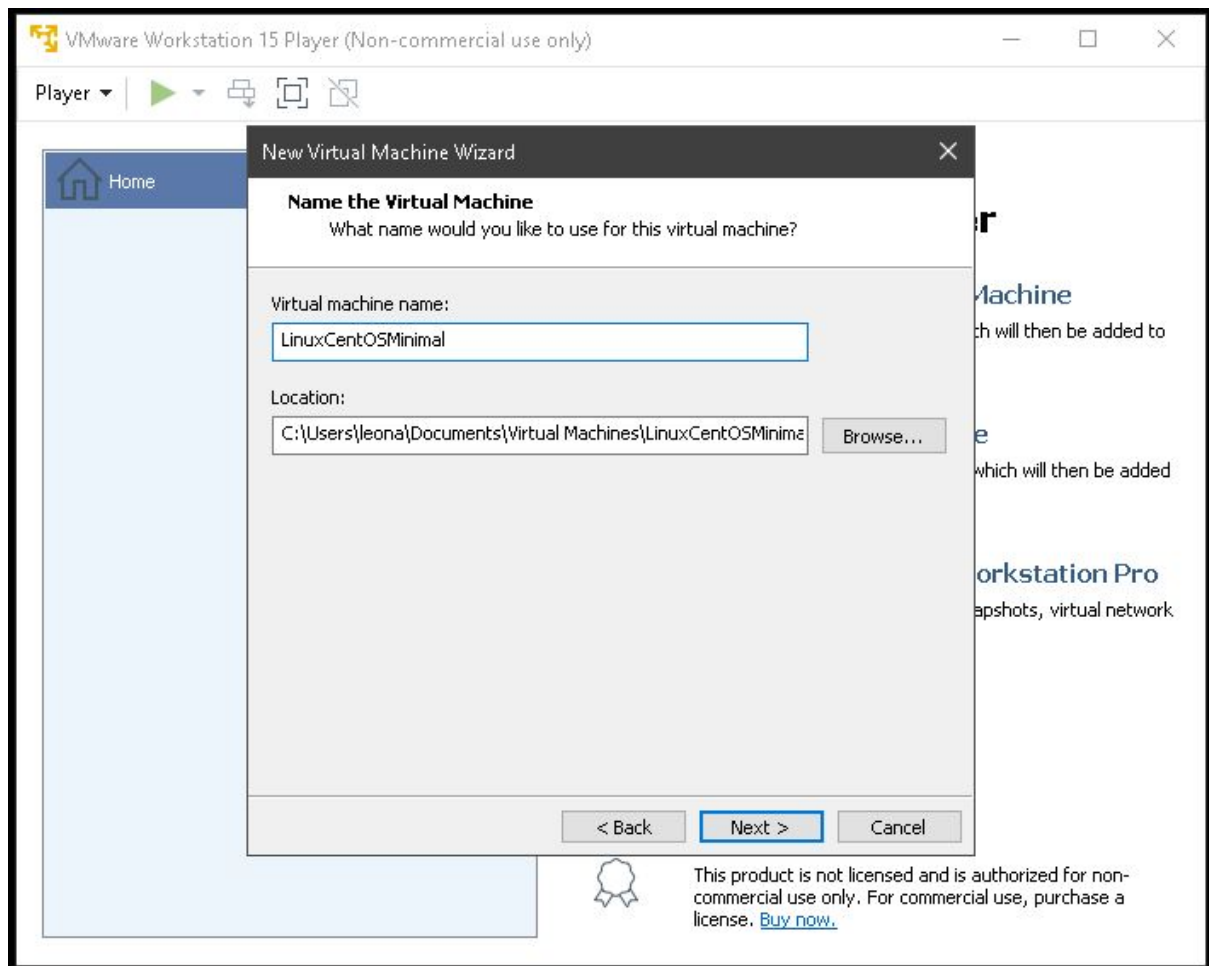 VMware Workstation 15 Player (Non-commercial use only)
Player
Home
New Virtual Machine Wizard
Name the Virtual Machine
What name would you like to use for this virtual machine?
Virtual machine name:
LinuxCentOSMinimal
Location:
C:\Users\leona\Documents\Virtual Machines\LinuxCentOSMinima
Browse...
< Back
Next >
Cancel
r
Machine
ch will then be added to
e
which will then be added
orkstation Pro
apshots, virtual network
This product is not licensed and is authorized for non-
commercial use only. For commercial use, purchase a
license. Buy now.